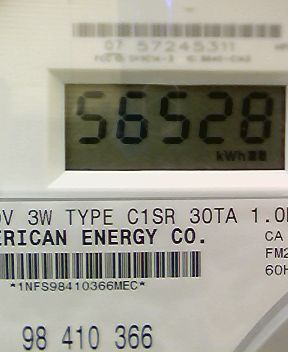 07 57245311
56528
kWh
V 3W TYPE C1SR 30TA 1.0
ERICAN ENERGY CO.
CA
FM2
60H
*1NFS98410366MEC*
98 410 366